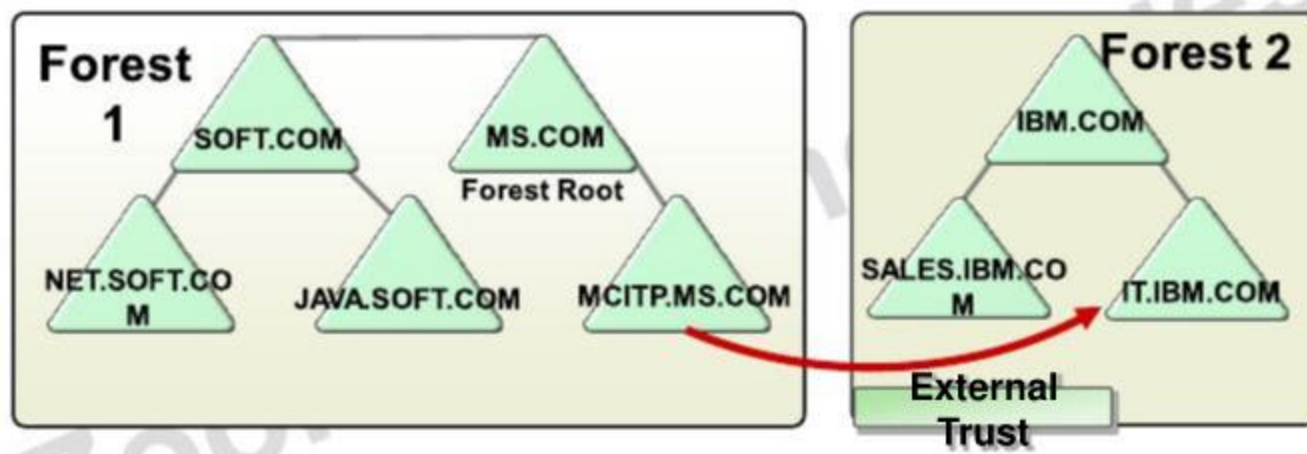 Forest
1
SOFT.COM
MS.COM
Forest Root
NET.SOFT.CO
M
JAVA.SOFT.COM
MCITP.MS.COM
Forest 2
IBM.COM
SALES.IBM.CO
M
IT.IBM.COM
External
Trust